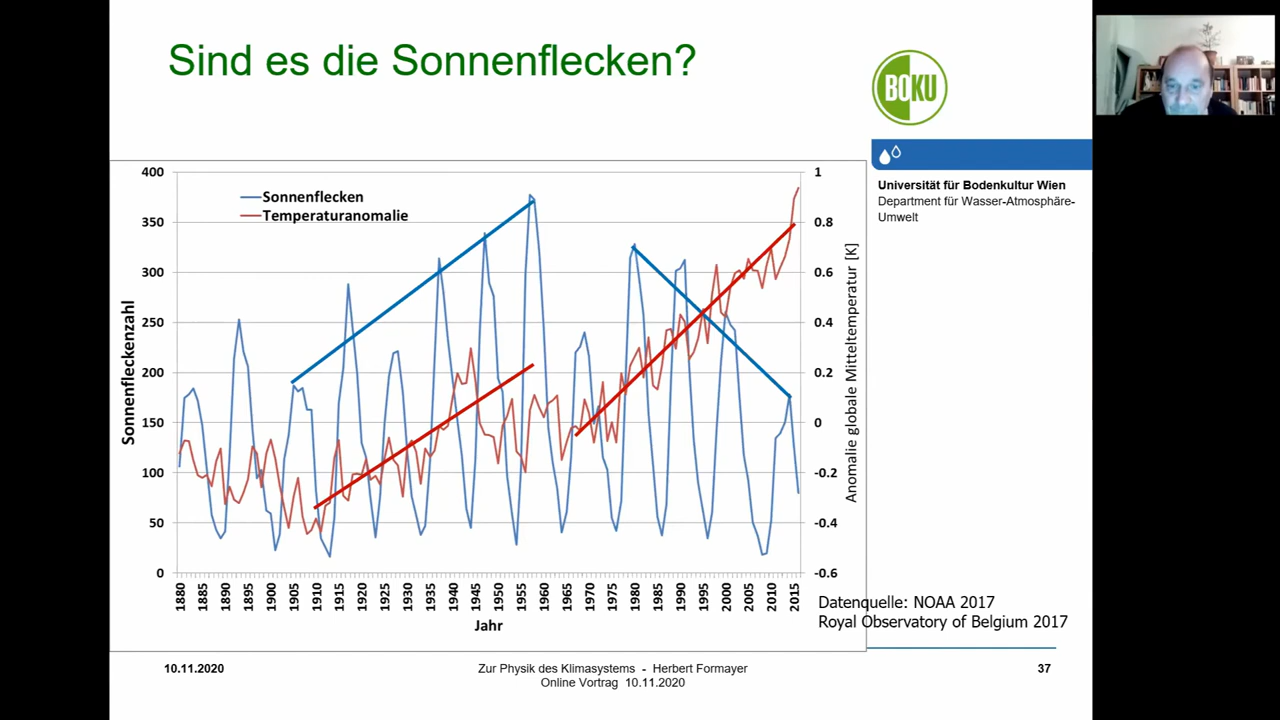 Sind es die Sonnenflecken?
BOKU
Universität für Bodenkultur Wien
Department für Wasser-Atmosphäre-
Umwelt
Sonnenflecken
Temperaturanomalie
400
350
300
250
200
150
100
50
0
Sonnenfleckenzahl
1
0.8
0.6
0.4
0.2
0
-0.2
-0.4
-0.6
Anomalie globale Mitteltemperatur [K]
1880 1885 1890 1895 1900 1905 1910 1915 1920 1925 1930 1935 1940 1945 1950 1955 1960 1965 1970 1975 1980 1985 1990 1995 2000 2005 2010 2015
Jahr
Datenquelle: NOAA 2017
Royal Observatory of Belgium 2017
10.11.2020
Zur Physik des Klimasystems - Herbert Formayer
Online Vortrag 10.11.2020
37